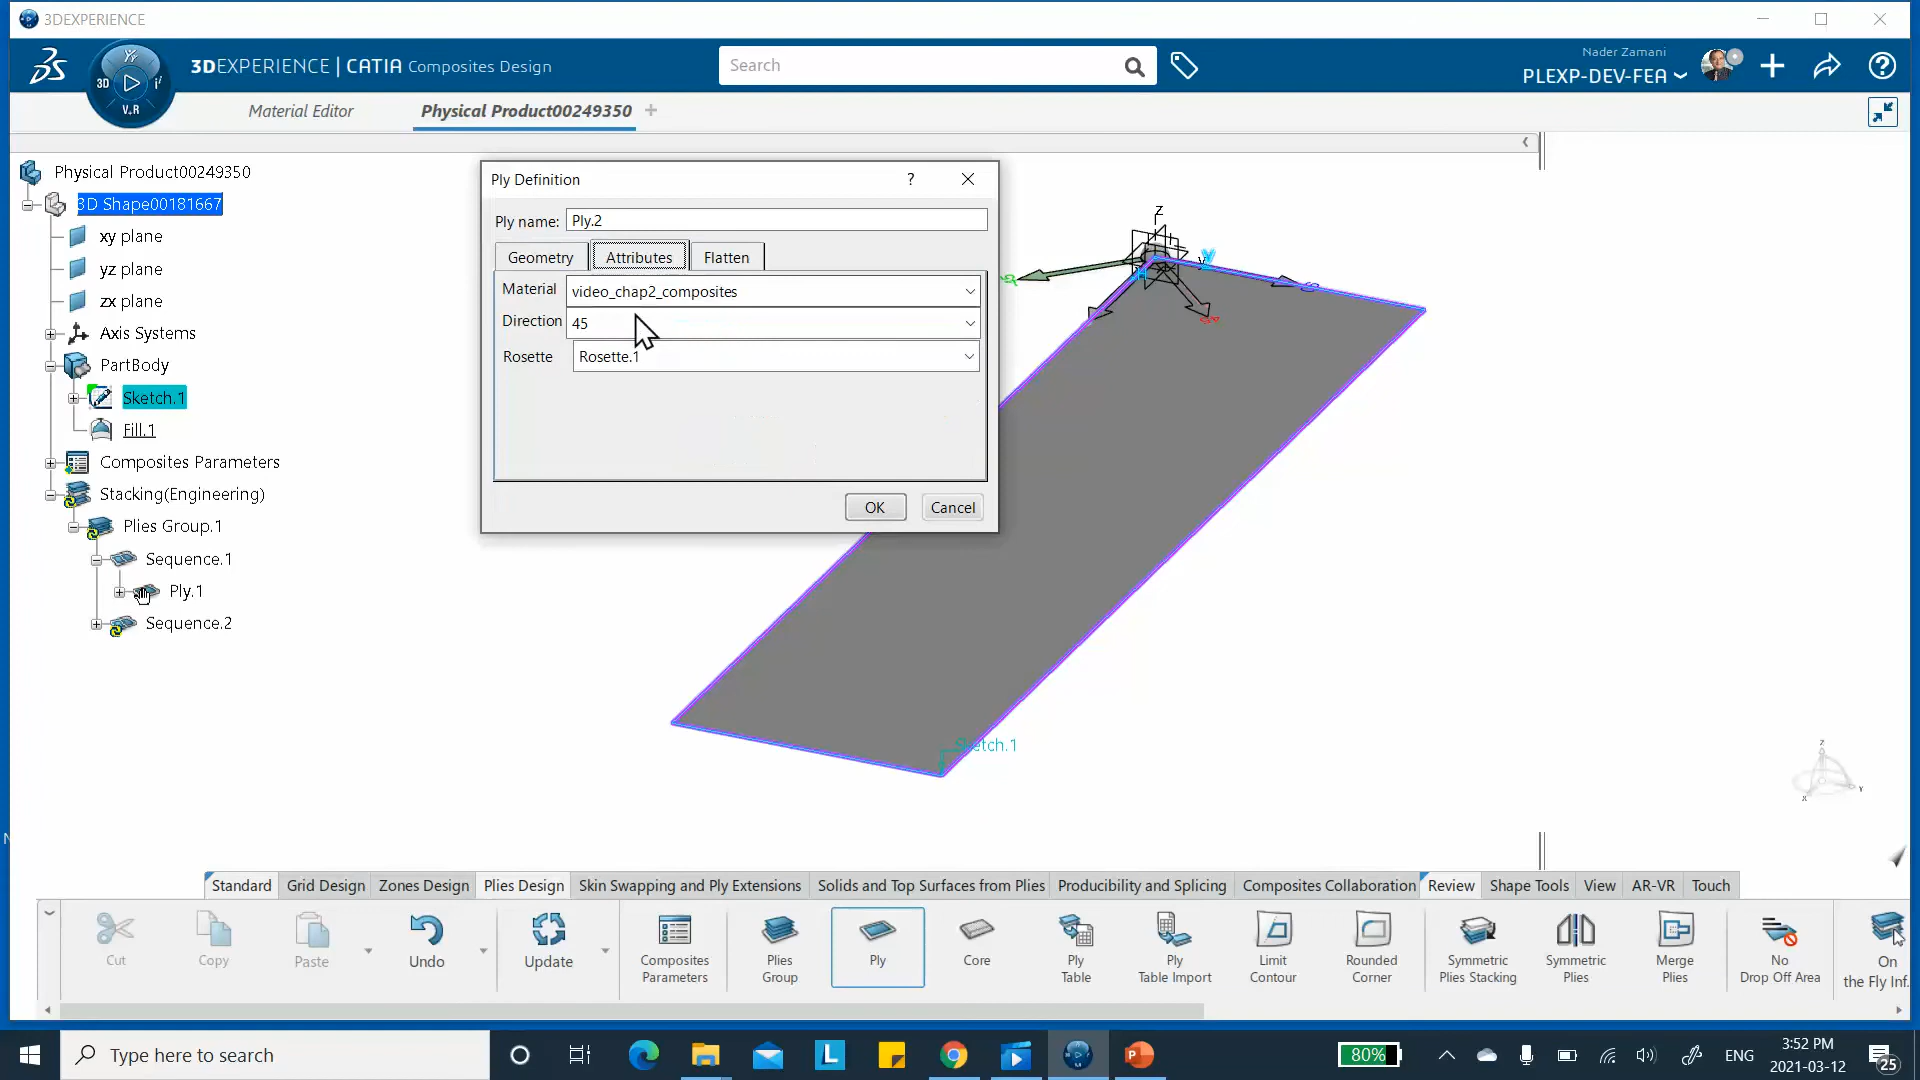 3DEXPERIENCE
3DEXPERIENCE | CATIA Composites Design
3D
V.R
Search
Nader Zamani
PLEXP-DEV-FEA
Material Editor
Physical Product00249350
Physical Product00249350
3D Shape00181667
xy plane
yz plane
zx plane
Axis Systems
PartBody
Sketch.1
Fill.1
Composites Parameters
Stacking(Engineering)
Plies Group.1
Sequence.1
Ply.1
Sequence.2
Ply Definition
?
Ply name:
Ply.2
Geometry
Attributes
Flatten
Material
video_chap2_composites
Direction
45
Rosette
Rosette.1
OK
Cancel
Z
Y
Sketch.1
Z
X
Y
Standard
Grid Design
Zones Design
Plies Design
Skin Swapping and Ply Expansions
Solids and Top Surfaces from Plies
Producibility and Splicing
Composites Collaboration
Review
Shape Tools
View
AR-VR
Touch
Cut
Copy
Paste
Undo
Update
Composites Parameters
Plies Group
Ply
Core
Ply Table
Ply Table Import
Limit Contour
Rounded Corner
Symmetric Plies Stacking
Symmetric Plies
Merge Plies
No Drop Off Area
On the Fly Inf.
Type here to search
80%
ENG
3:52 PM
2021-03-12
25